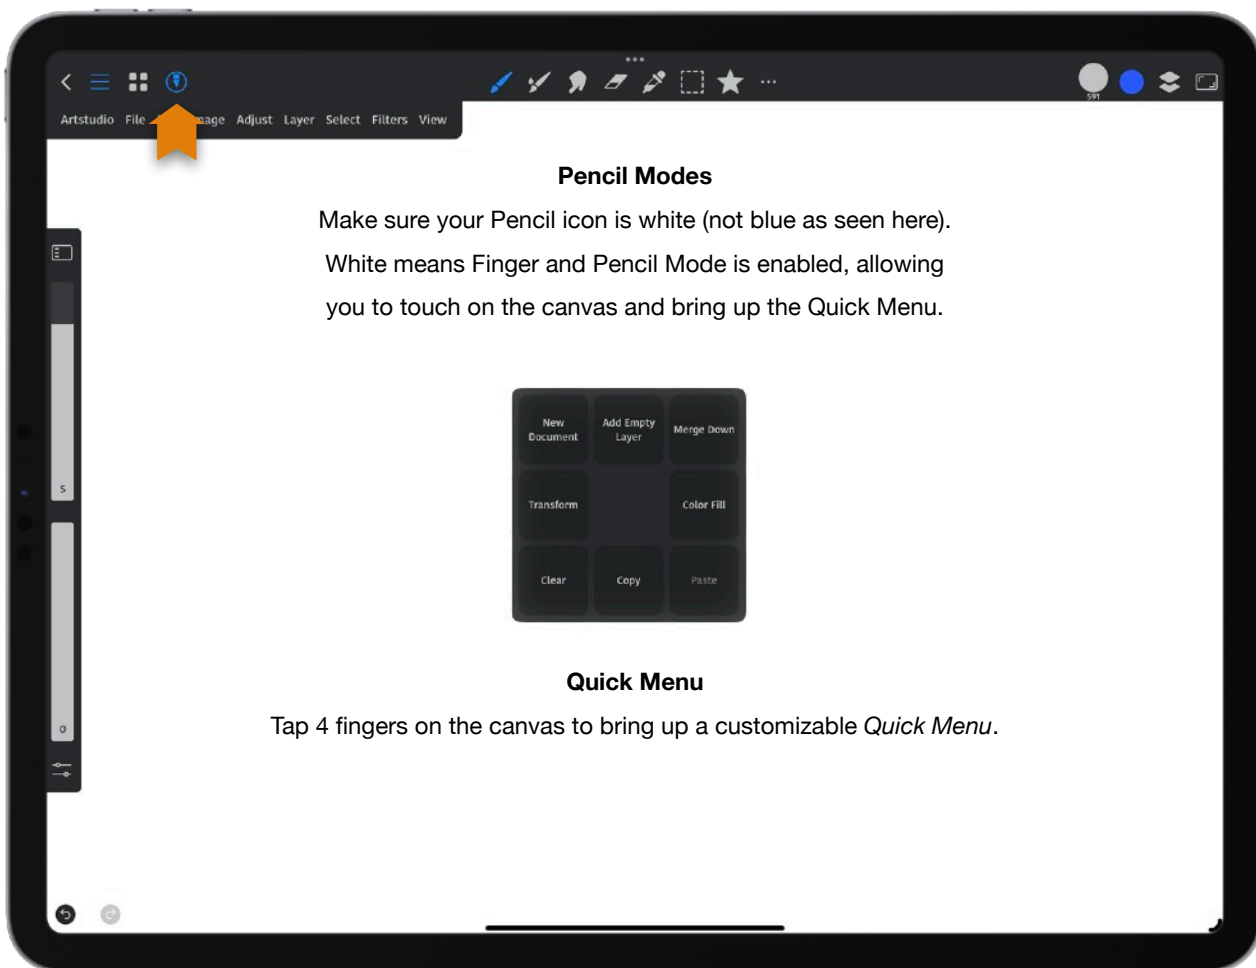 591
Artstudio File Image Adjust Layer Select Filters View
Pencil Modes
Make sure your Pencil icon is white (not blue as seen here).
White means Finger and Pencil Mode is enabled, allowing
you to touch on the canvas and bring up the Quick Menu.
New Document
Add Empty Layer
Merge Down
Transform
Color Fill
Clear
Copy
Paste
S
O
Quick Menu
Tap 4 fingers on the canvas to bring up a customizable Quick Menu.